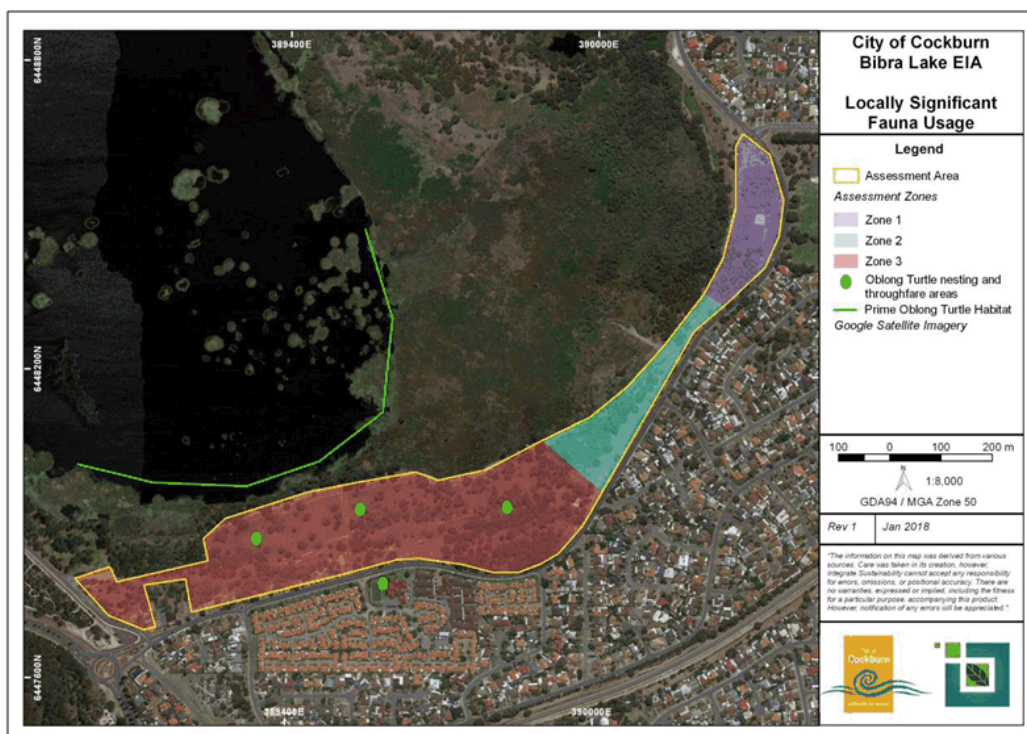 389400E
390000E
6448800N
6448200N
6447600N
389400E
390000E
City of Cockburn
Bibra Lake EIA
Locally Significant
Fauna Usage
Legend
Assessment Area
Assessment Zones
Zone 1
Zone 2
Zone 3
Oblong Turtle nesting and
throughfare areas
Prime Oblong Turtle Habitat
Google Satellite Imagery
100 0 100 200 m
N
1:8,000
GDA94 / MGA Zone 50
Rev 1 Jan 2018
"The information on this map was derived from various
sources. Care was taken in its creation, however,
Integrate Sustainability cannot accept any responsibility
for errors, omissions, or positional accuracy. There are
no warranties, expressed or implied, including the fitness
for a particular purpose, accompanying this product.
However, notification of any errors will be appreciated."
Cockburn